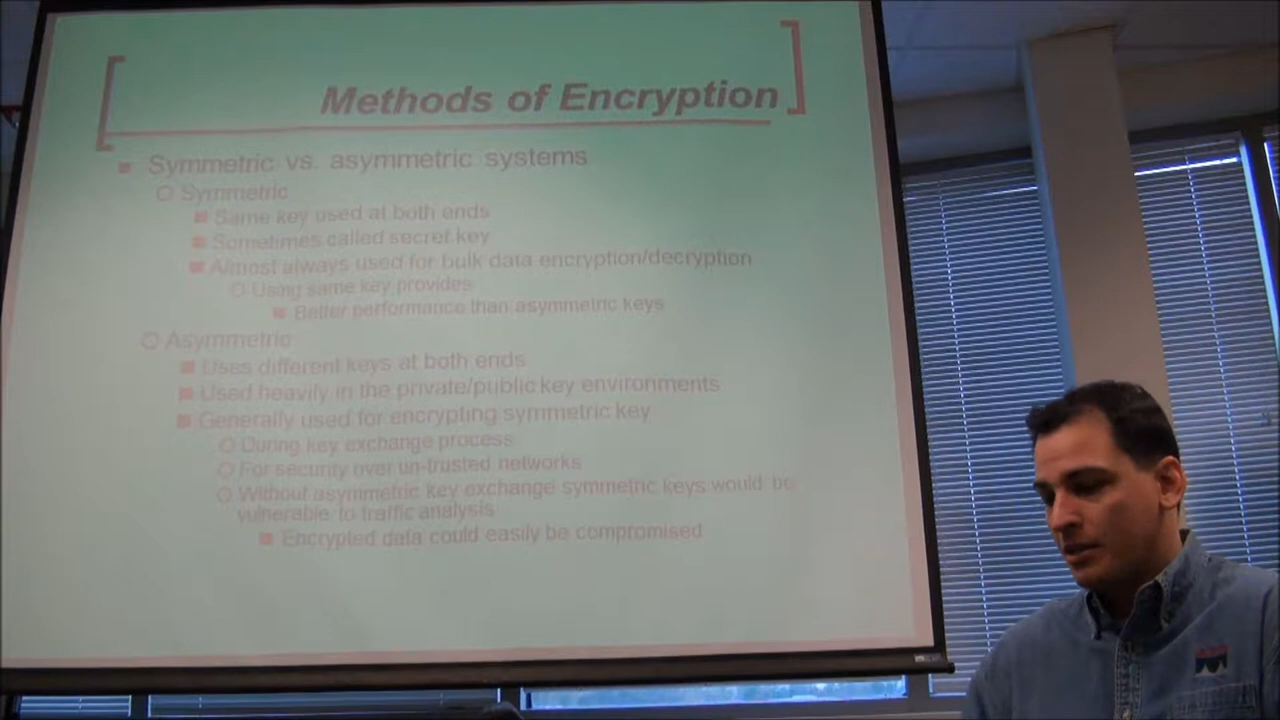 Methods of Encryption
Symmetric vs. asymmetric systems
Symmetric
Same key used at both ends
Sometimes called secret key
Almost always used for bulk data encryption/decryption
Using same key provides
Better performance than asymmetric keys
Asymmetric
Uses different keys at both ends
Used heavily in the private/public key environments
Generally used for encrypting symmetric key
During key exchange process
For security over un-trusted networks
Without asymmetric key exchange symmetric keys would be
vulnerable to traffic analysis
Encrypted data could easily be compromised